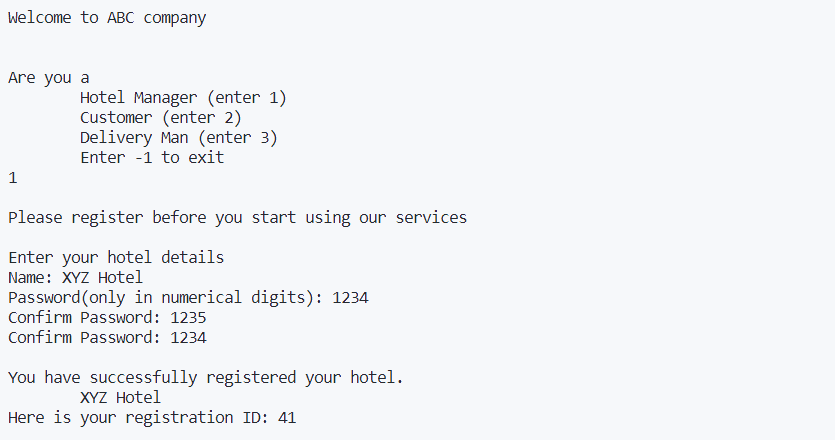 Welcome to ABC company
Are you a
Hotel Manager (enter 1)
Customer (enter 2)
Delivery Man (enter 3)
Enter -1 to exit
1
Please register before you start using our services
Enter your hotel details
Name: XYZ Hotel
Password(only in numerical digits): 1234
Confirm Password: 1235
Confirm Password: 1234
You have successfully registered your hotel.
XYZ Hotel
Here is your registration ID: 41